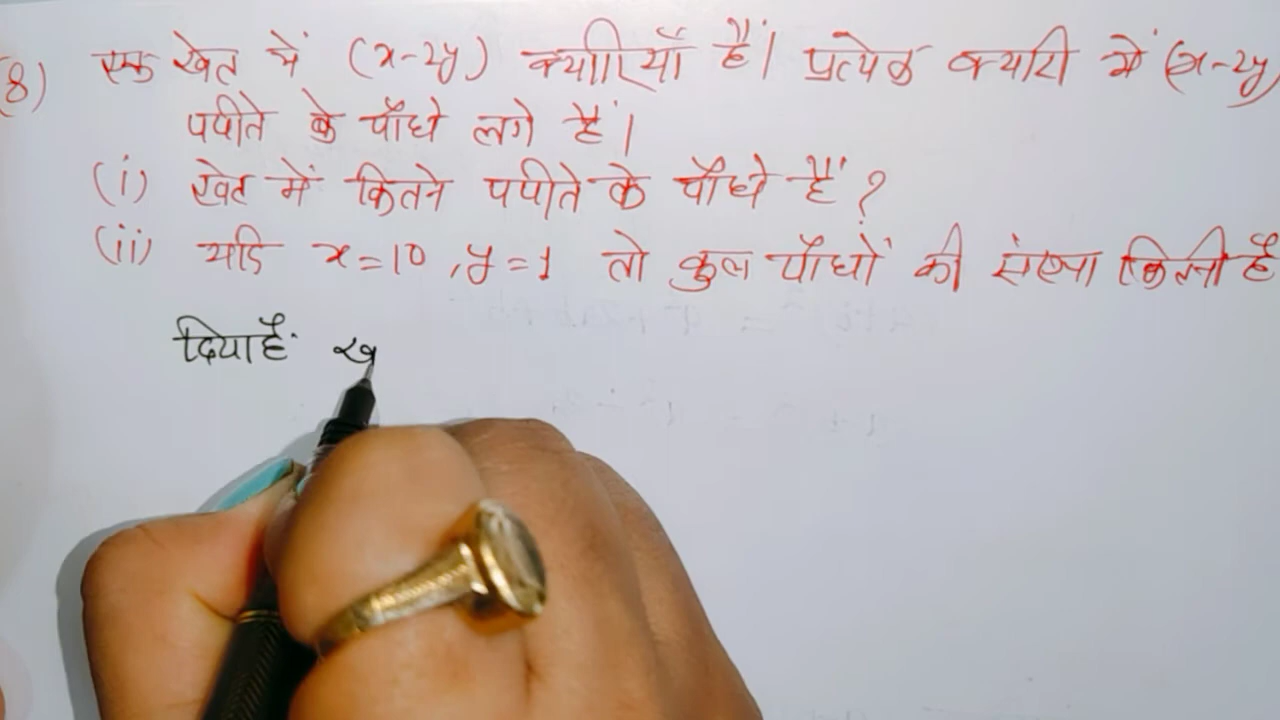 (8) एक खेत में (x-2y) क्यारियाँ हैं। प्रत्येक क्यारी में (x-2y)
पपीते के पौधे लगे हैं।
(i) खेत में कितने पपीते के पौधे हैं ?
(ii) यदि x=10 ,y=1 तो कुल पौधों की संख्या कितनी है
दिया हैं